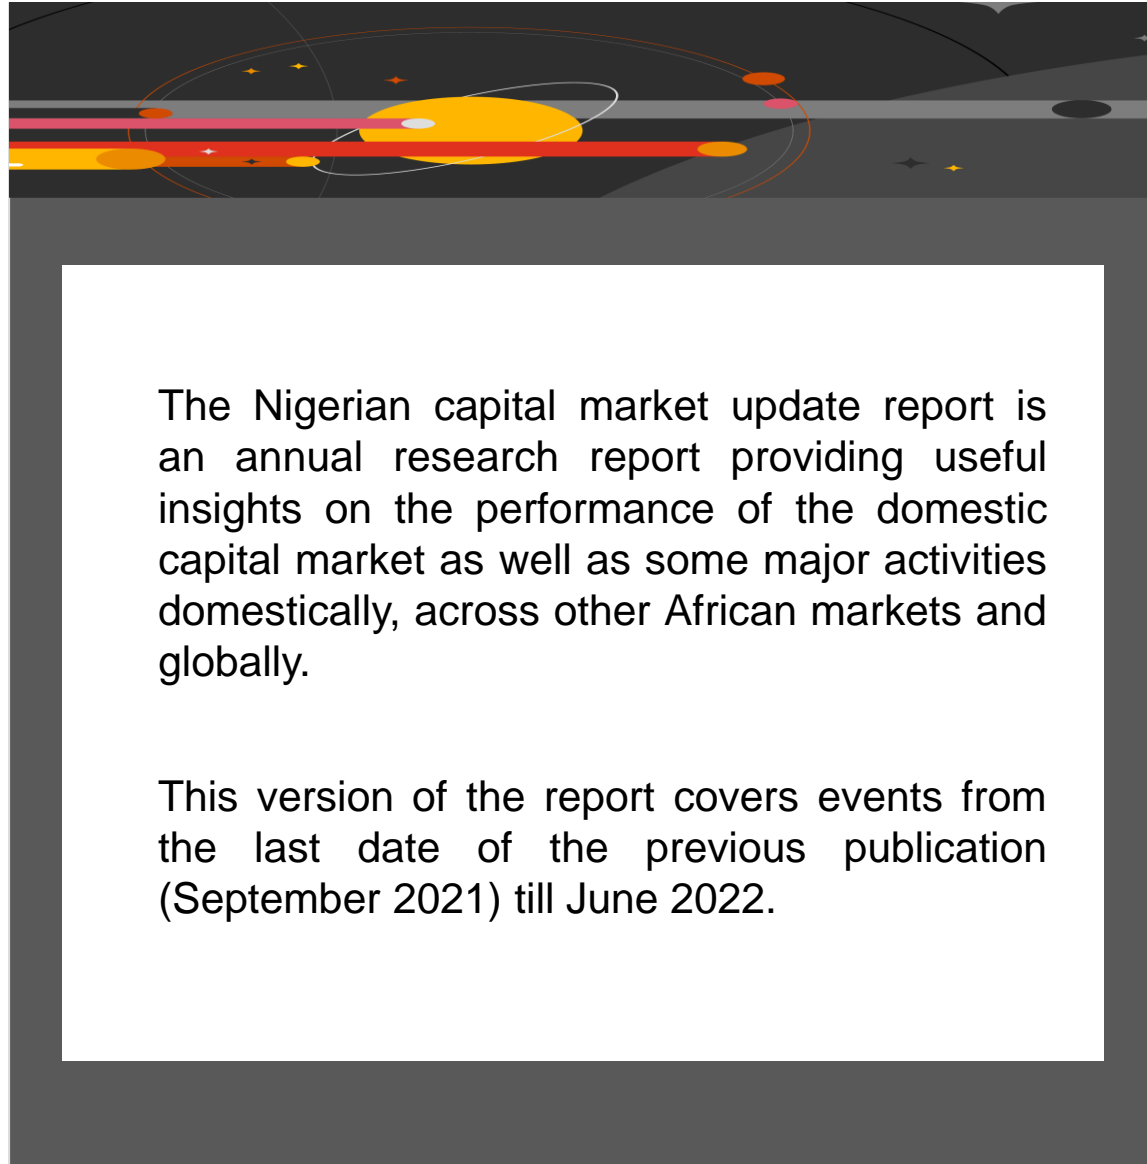 The Nigerian capital market update report is
an annual research report providing useful
insights on the performance of the domestic
capital market as well as some major activities
domestically, across other African markets and
globally.
This version of the report covers events from
the last date of the previous publication
(September 2021) till June 2022.